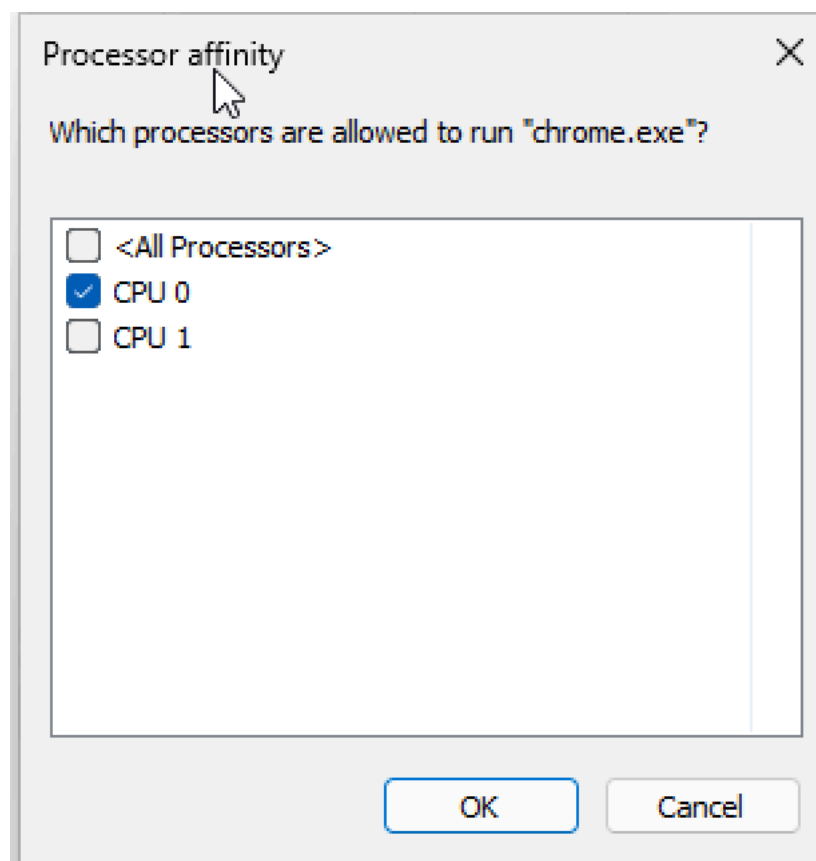 Processor affinity
Which processors are allowed to run "chrome.exe"?
<All Processors>
CPU 0
CPU 1
OK
Cancel